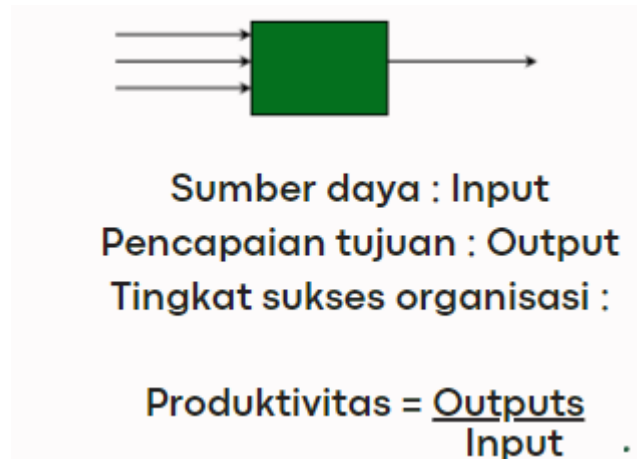 Sumber daya : Input
Pencapaian tujuan : Output
Tingkat sukses organisasi :
Produktivitas = Outputs
Input .